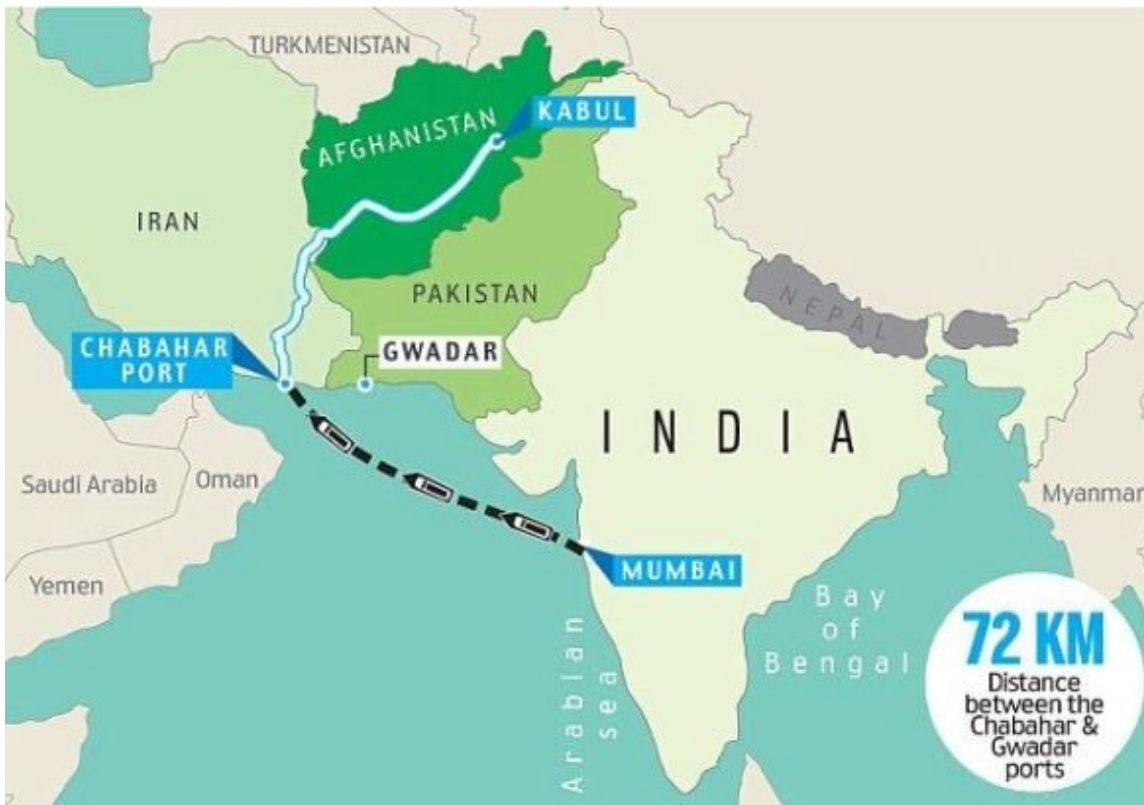 TURKMENISTAN
KABUL
AFGHANISTAN
IRAN
PAKISTAN
NEPAL
CHABAHAR
PORT
GWADAR
INDIA
Saudi Arabia
Oman
Myanmar
Yemen
MUMBAI
Arabian
sea
Bay
of
Bengal
72 KM
Distance
between the
Chabahar &
Gwadar
ports